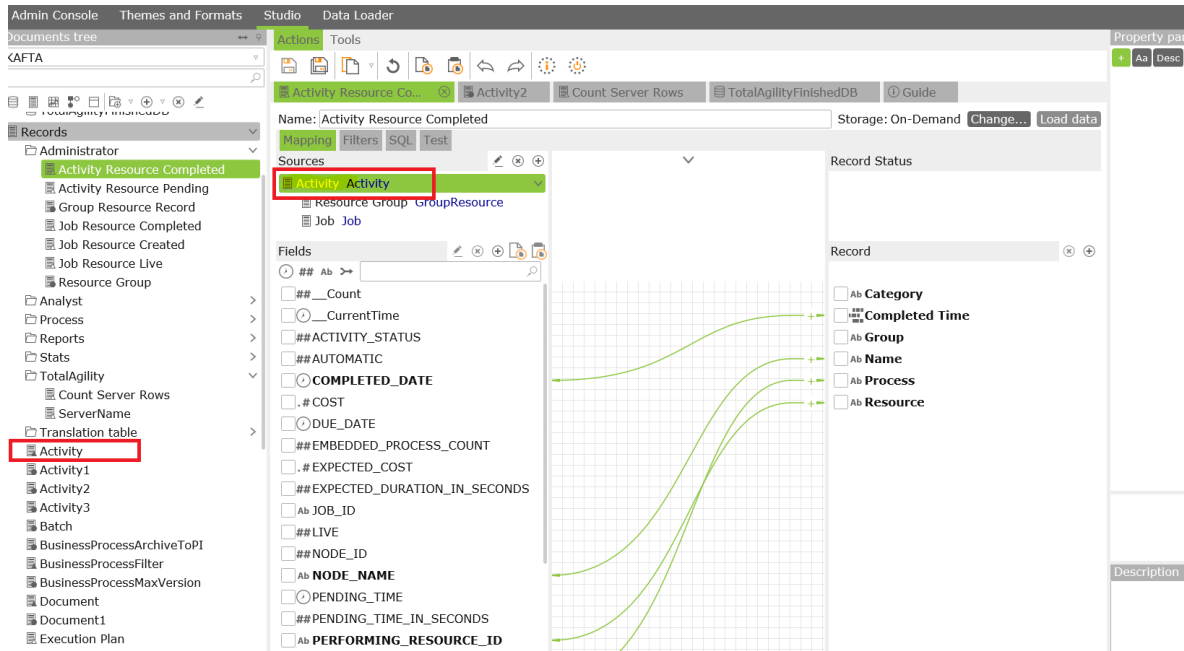 Admin Console Themes and Formats Studio Data Loader
Documents tree
KAFTA
Records
Administrator
Activity Resource Completed
Activity Resource Pending
Group Resource Record
Job Resource Completed
Job Resource Created
Job Resource Live
Resource Group
Analyst
Process
Reports
Stats
TotalAgility
Count Server Rows
ServerName
Translation table
Activity
Activity1
Activity2
Activity3
Batch
BusinessProcessArchiveToPI
BusinessProcessFilter
BusinessProcessMaxVersion
Document
Document1
Execution Plan
Actions Tools
Activity Resource Co... Activity2 Count Server Rows TotalAgilityFinishedDB Guide
Name: Activity Resource Completed Storage: On-Demand Change... Load data
Mapping Filters SQL Test
Sources
Activity Activity
Resource Group GroupResource
Job Job
Fields
## Ab
##__Count
__CurrentTime
##ACTIVITY_STATUS
##AUTOMATIC
COMPLETED_DATE
.#COST
DUE_DATE
##EMBEDDED_PROCESS_COUNT
.#EXPECTED_COST
##EXPECTED_DURATION_IN_SECONDS
Ab JOB_ID
##LIVE
##NODE_ID
Ab NODE_NAME
PENDING_TIME
##PENDING_TIME_IN_SECONDS
Ab PERFORMING_RESOURCE_ID
Record Status
Record
Ab Category
Completed Time
Ab Group
Ab Name
Ab Process
Ab Resource
Property pa
+ Aa Desc
Description